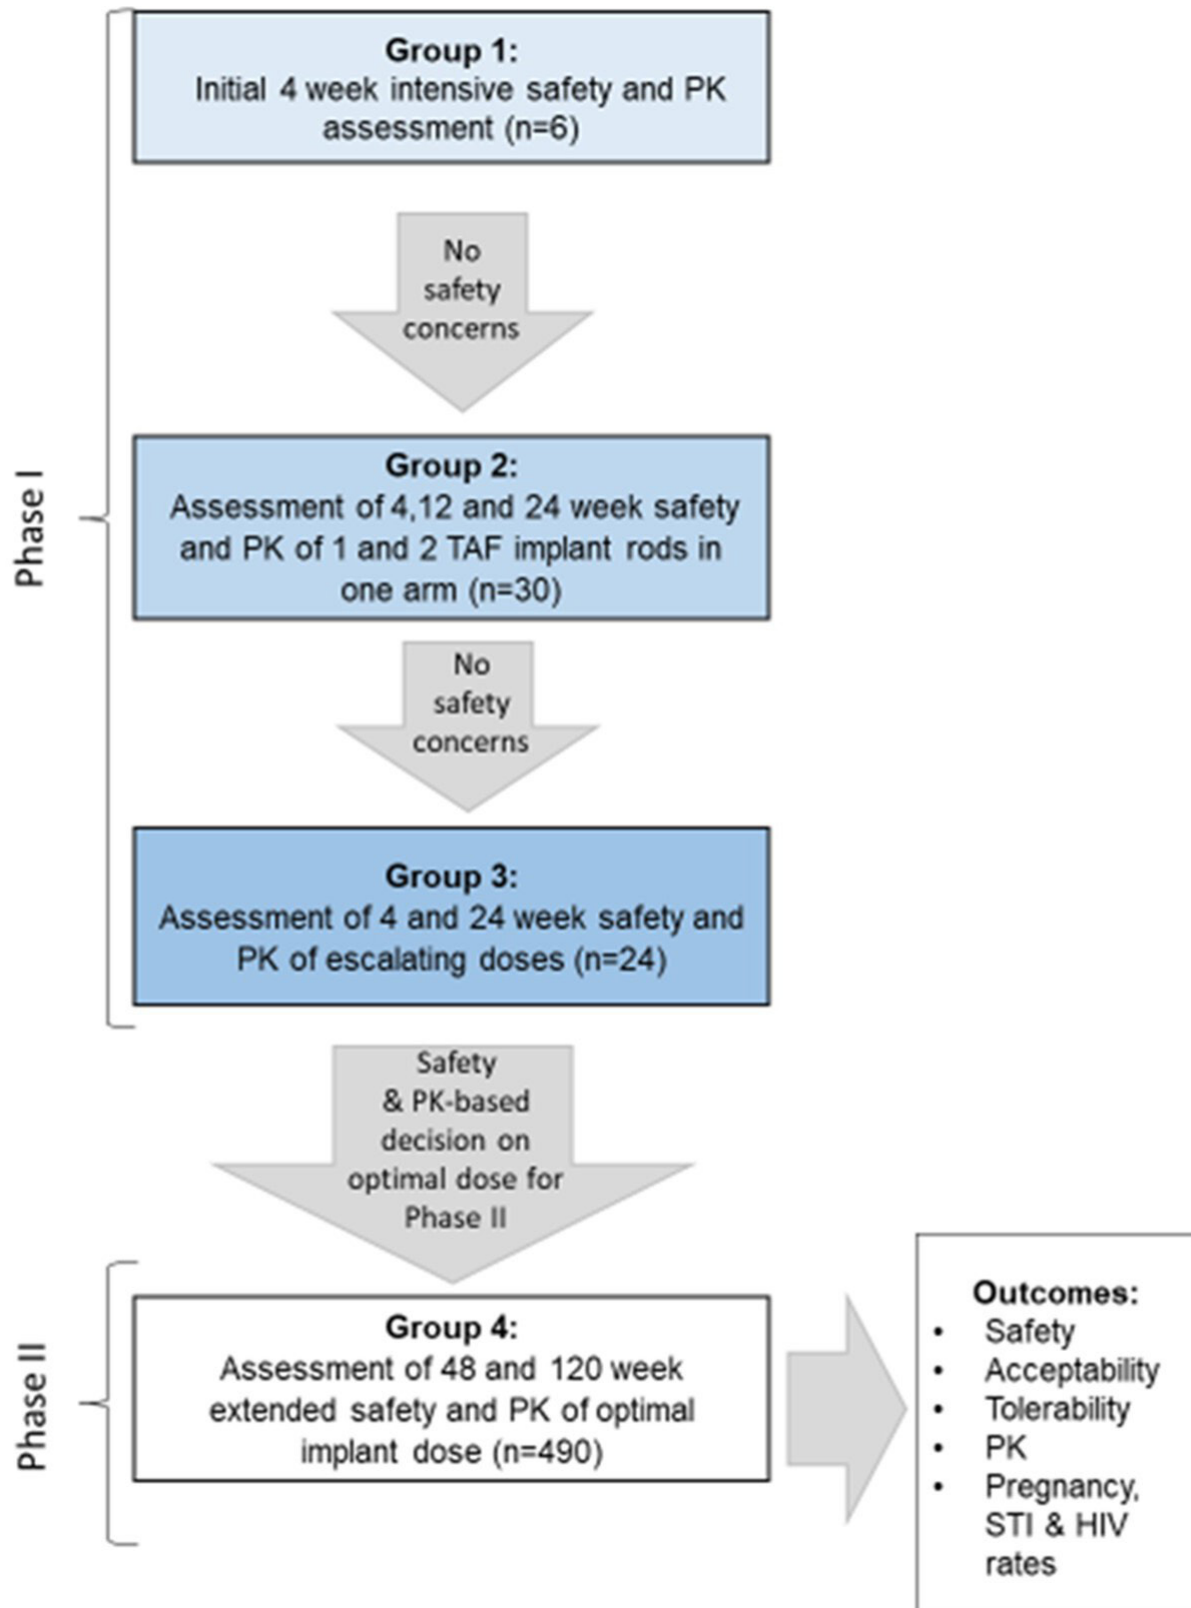 Phase I
Group 1:
Initial 4 week intensive safety and PK
assessment (n=6)
No
safety
concerns
Group 2:
Assessment of 4,12 and 24 week safety
and PK of 1 and 2 TAF implant rods in
one arm (n=30)
No
safety
concerns
Group 3:
Assessment of 4 and 24 week safety and
PK of escalating doses (n=24)
Safety
& PK-based
decision on
optimal dose for
Phase II
Phase II
Group 4:
Assessment of 48 and 120 week
extended safety and PK of optimal
implant dose (n=490)
Outcomes:
• Safety
• Acceptability
• Tolerability
• PK
• Pregnancy,
STI & HIV
rates